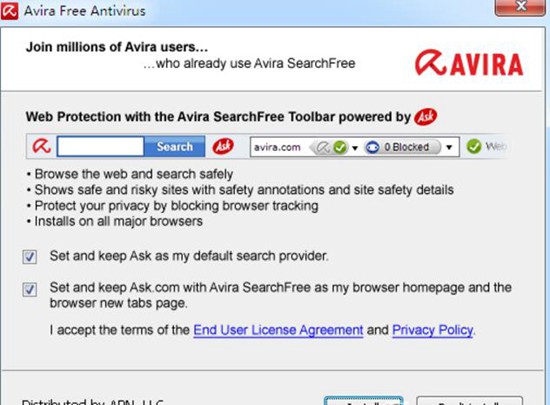 Avira Free Antivirus
Join millions of Avira users...
...who already use Avira SearchFree
AVIRA
Web Protection with the Avira SearchFree Toolbar powered by Ask
Search Ask avira.com 0 Blocked Web
• Browse the web and search safely
• Shows safe and risky sites with safety annotations and site safety details
• Protect your privacy by blocking browser tracking
• Installs on all major browsers
Set and keep Ask as my default search provider.
Set and keep Ask.com with Avira SearchFree as my browser homepage and the
browser new tabs page.
I accept the terms of the End User License Agreement and Privacy Policy.
Distributed by APN, LLC